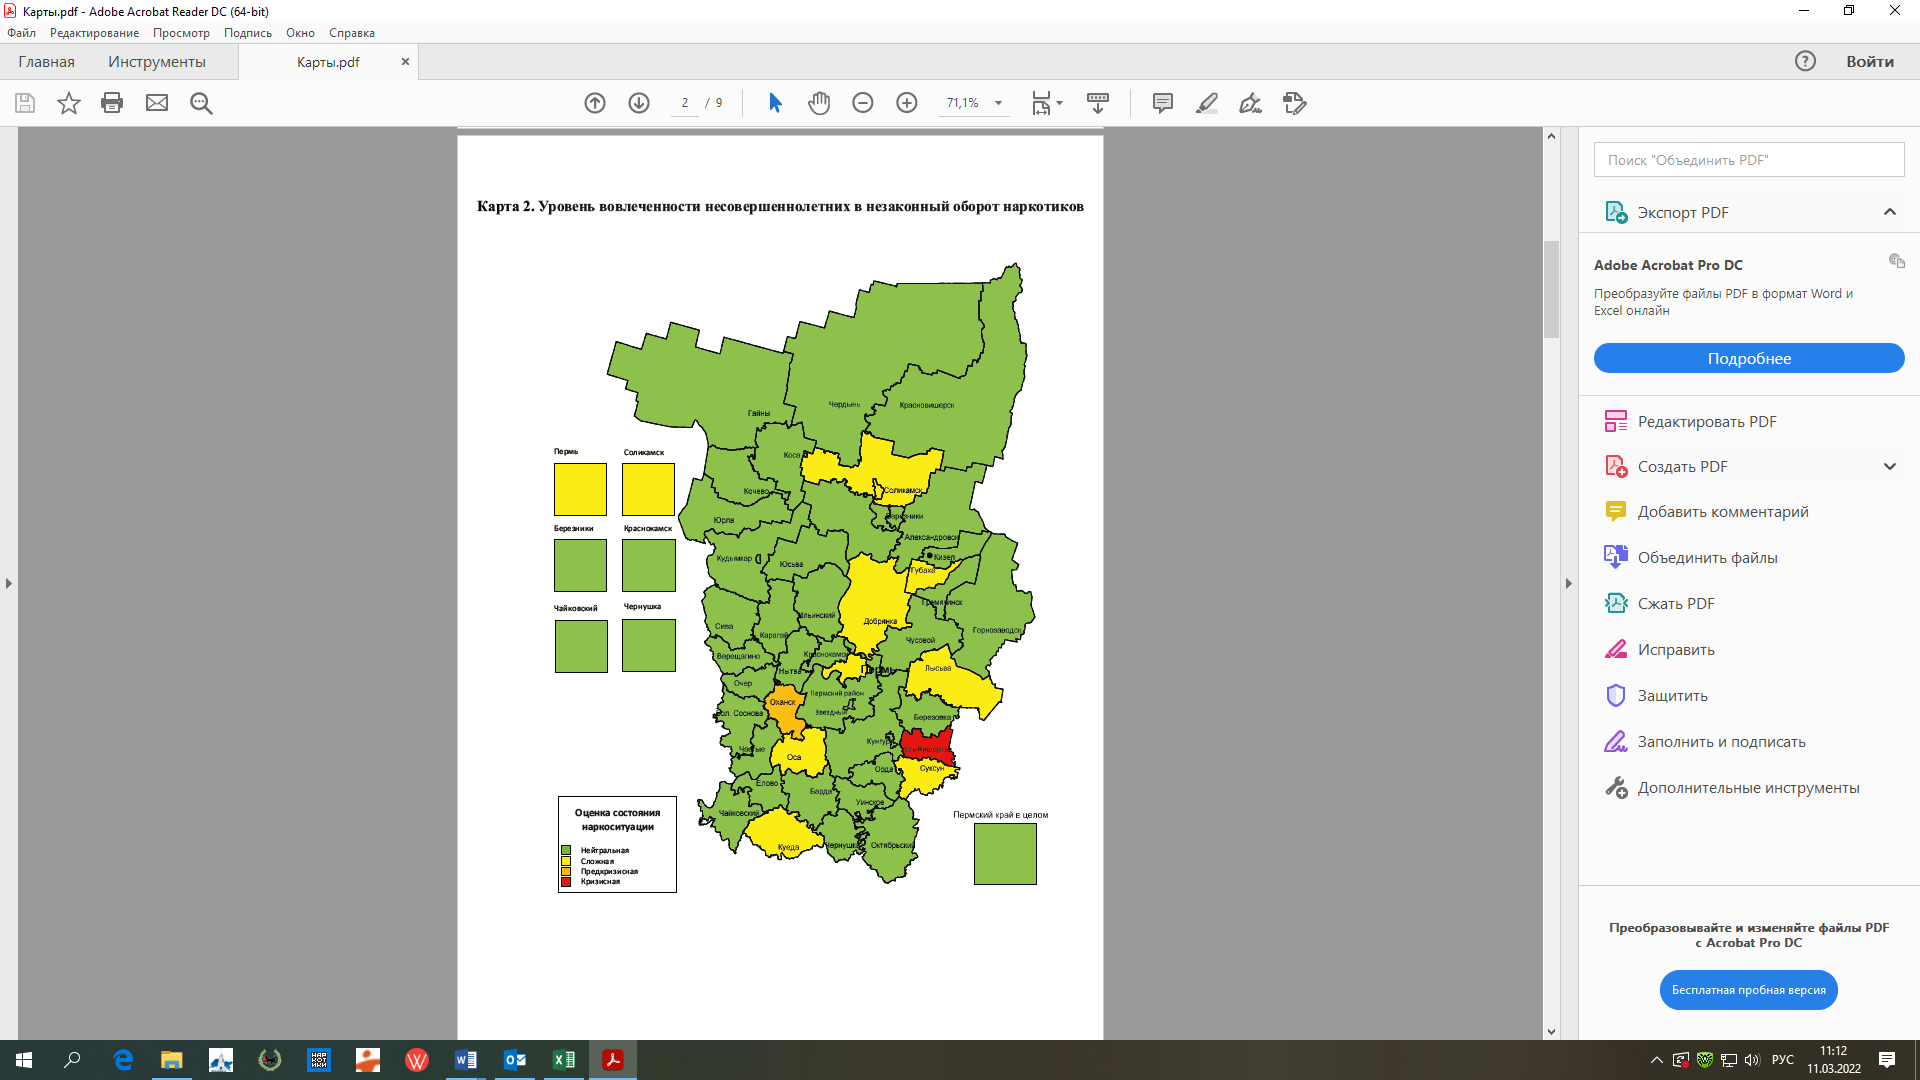 Карты.pdf - Adobe Acrobat Reader DC (64-bit)
Файл Редактирование Просмотр Подпись Окно Справка
Главная Инструменты Карты.pdf × ? Войти
2 / 9 71,1%
Карта 2. Уровень вовлеченности несовершеннолетних в незаконный оборот наркотиков
Гайны
Чердынь
Красновишерск
Коса
Соликамск
Кочево
Березники
Юрла
Александровск
Кизел
Кудымкар
Юсьва
Губаха
Гремячинск
Ильинский
Добрянка
Сива
Карагай
Чусовой
Горнозаводск
Верещагино
Краснокамск
Нытва
Пермь
Лысьва
Очер
Пермский район
Оханск
Бол. Соснова
Звездный
Березовка
Кунгур
Частые
Оса
Орда
Суксун
Елово
Барда
Уинское
Чайковский
Куеда
Чернушка
Октябрьский
Пермь Соликамск
Березники Краснокамск
Чайковский Чернушка
Оценка состояния
наркоситуации
Нейтральная
Сложная
Предкризисная
Кризисная
Пермский край в целом
Поиск "Объединить PDF"
Экспорт PDF
Adobe Acrobat Pro DC
Преобразуйте файлы PDF в формат Word и
Excel онлайн
Подробнее
Редактировать PDF
Создать PDF
Добавить комментарий
Объединить файлы
Сжать PDF
Исправить
Защитить
Заполнить и подписать
Дополнительные инструменты
Преобразовывайте и изменяйте файлы PDF
с Acrobat Pro DC
Бесплатная пробная версия
НАР
КОТ
ИКИ
РУС
11:12
11.03.2022